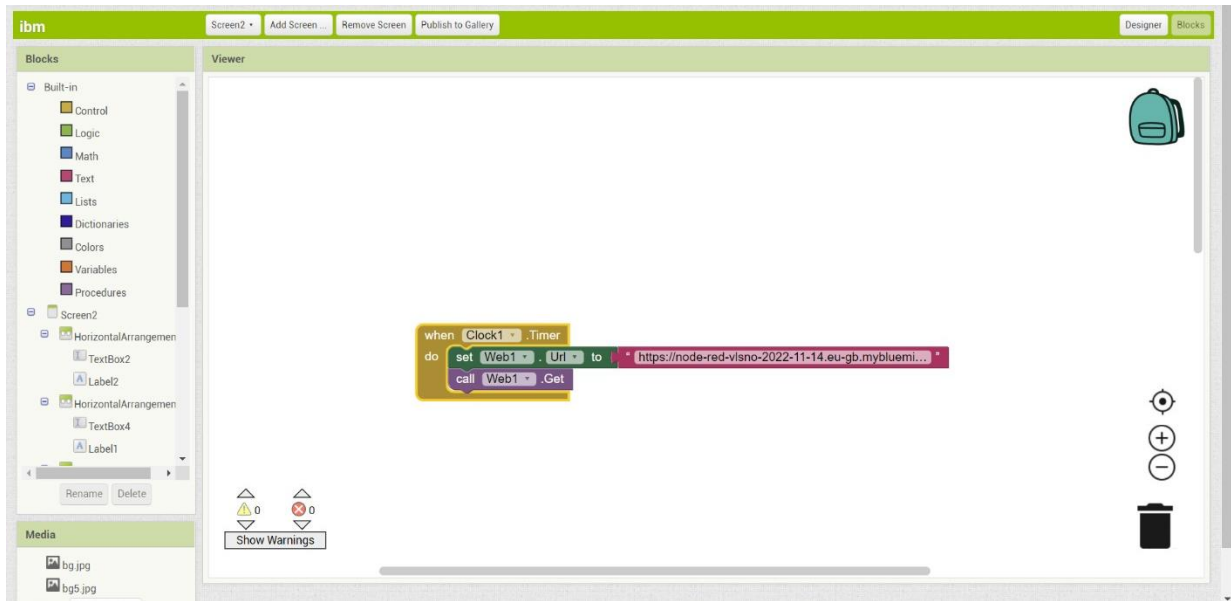 ibm
Screen2 Add Screen ... Remove Screen Publish to Gallery
Designer Blocks
Blocks
Viewer
Built-in
Control
Logic
Math
Text
Lists
Dictionaries
Colors
Variables
Procedures
Screen2
HorizontalArrangemen
TextBox2
Label2
HorizontalArrangemen
TextBox4
Label1
Rename Delete
Media
bg.jpg
bg5.jpg
when Clock1 .Timer
do set Web1 . Url to " https://node-red-vlsno-2022-11-14.eu-gb.mybluemi... "
call Web1 .Get
0 0
Show Warnings